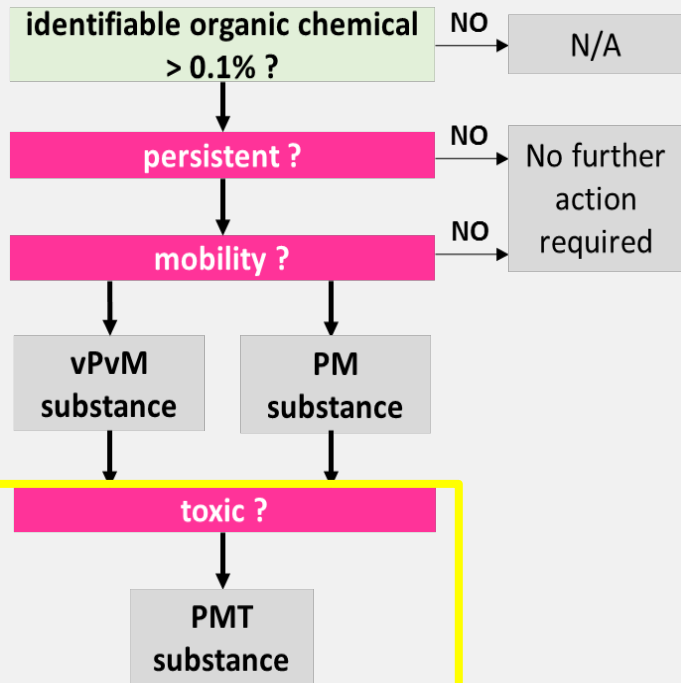 identifiable organic chemical
> 0.1% ?
NO
N/A
persistent ?
NO
No further
action
required
mobility ?
NO
vPvM
substance
PM
substance
toxic ?
PMT
substance